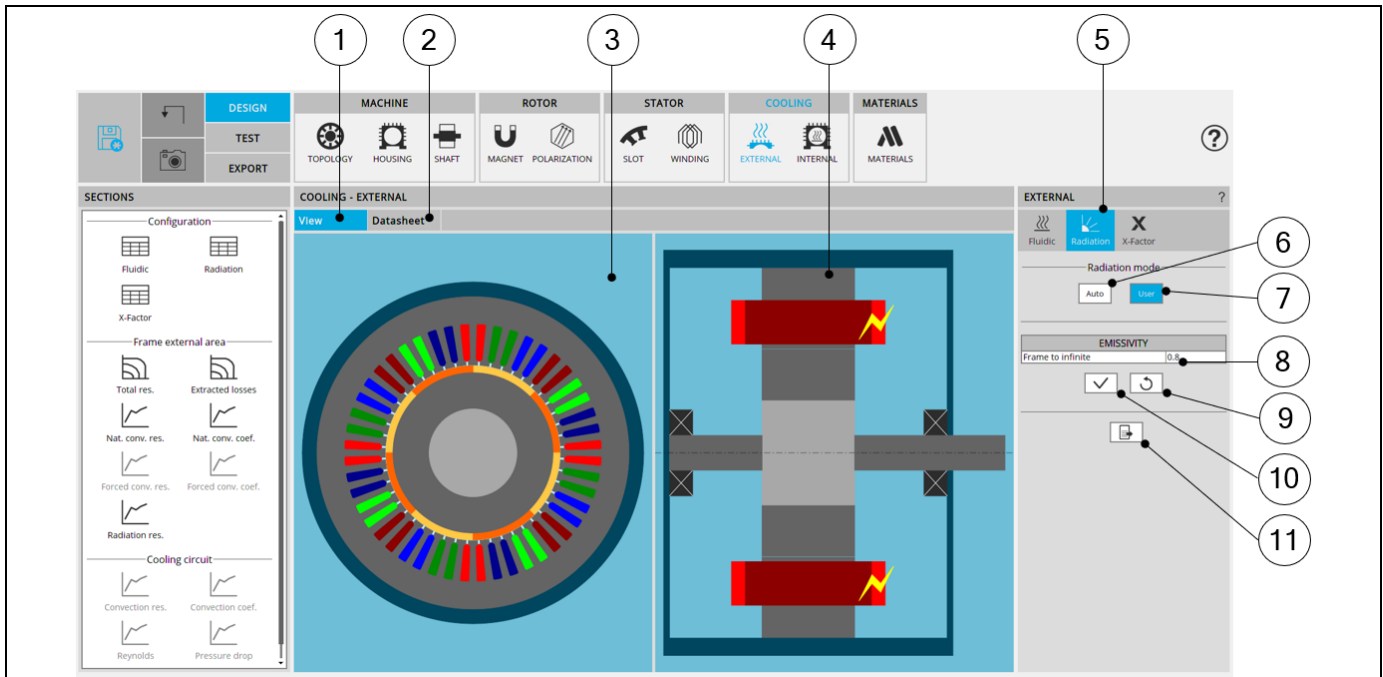 1 2 3 4 5
DESIGN
TEST
EXPORT
MACHINE ROTOR STATOR COOLING MATERIALS
TOPOLOGY HOUSING SHAFT MAGNET POLARIZATION SLOT WINDING EXTERNAL INTERNAL MATERIALS
?
SECTIONS
Configuration
Fluidic Radiation
X-Factor
Frame external area
Total res. Extracted losses
Nat. conv. res. Nat. conv. coef.
Forced conv. res. Forced conv. coef.
Radiation res.
Cooling circuit
Convection res. Convection coef.
Reynolds Pressure drop
COOLING - EXTERNAL
View Datasheet
EXTERNAL ?
Fluidic Radiation X-Factor
Radiation mode
Auto User
EMISSIVITY
Frame to infinite 0.8
6
7
8
9
10
11